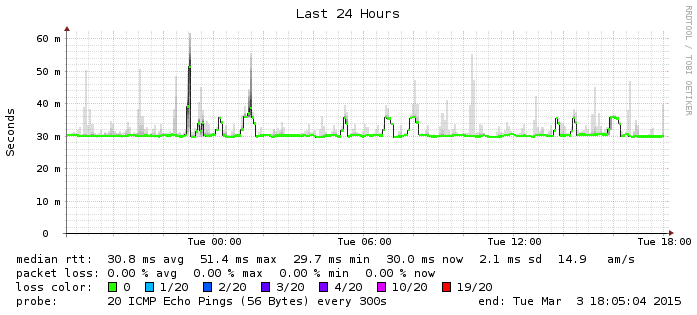 Last 24 Hours
RRDTOOL / TOBI OETIKER
Seconds
60 m
50 m
40 m
30 m
20 m
10 m
0
Tue 00:00 Tue 06:00 Tue 12:00 Tue 18:00
median rtt: 30.8 ms avg 51.4 ms max 29.7 ms min 30.0 ms now 2.1 ms sd 14.9 am/s
packet loss: 0.00 % avg 0.00 % max 0.00 % min 0.00 % now
loss color: 0 1/20 2/20 3/20 4/20 10/20 19/20
probe: 20 ICMP Echo Pings (56 Bytes) every 300s end: Tue Mar 3 18:05:04 2015